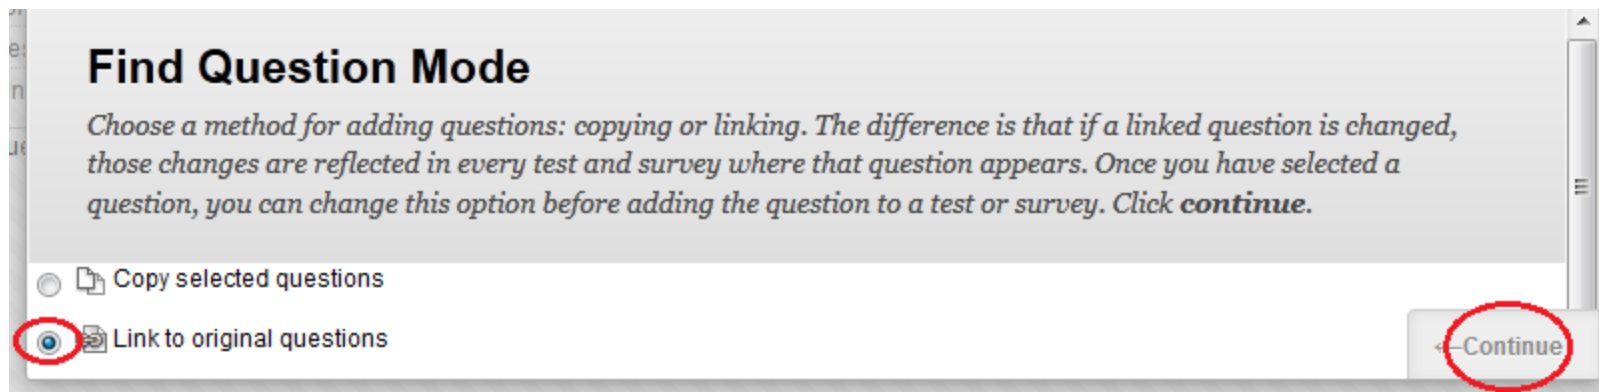 Find Question Mode
Choose a method for adding questions: copying or linking. The difference is that if a linked question is changed,
those changes are reflected in every test and survey where that question appears. Once you have selected a
question, you can change this option before adding the question to a test or survey. Click continue.
Copy selected questions
Link to original questions
←Continue